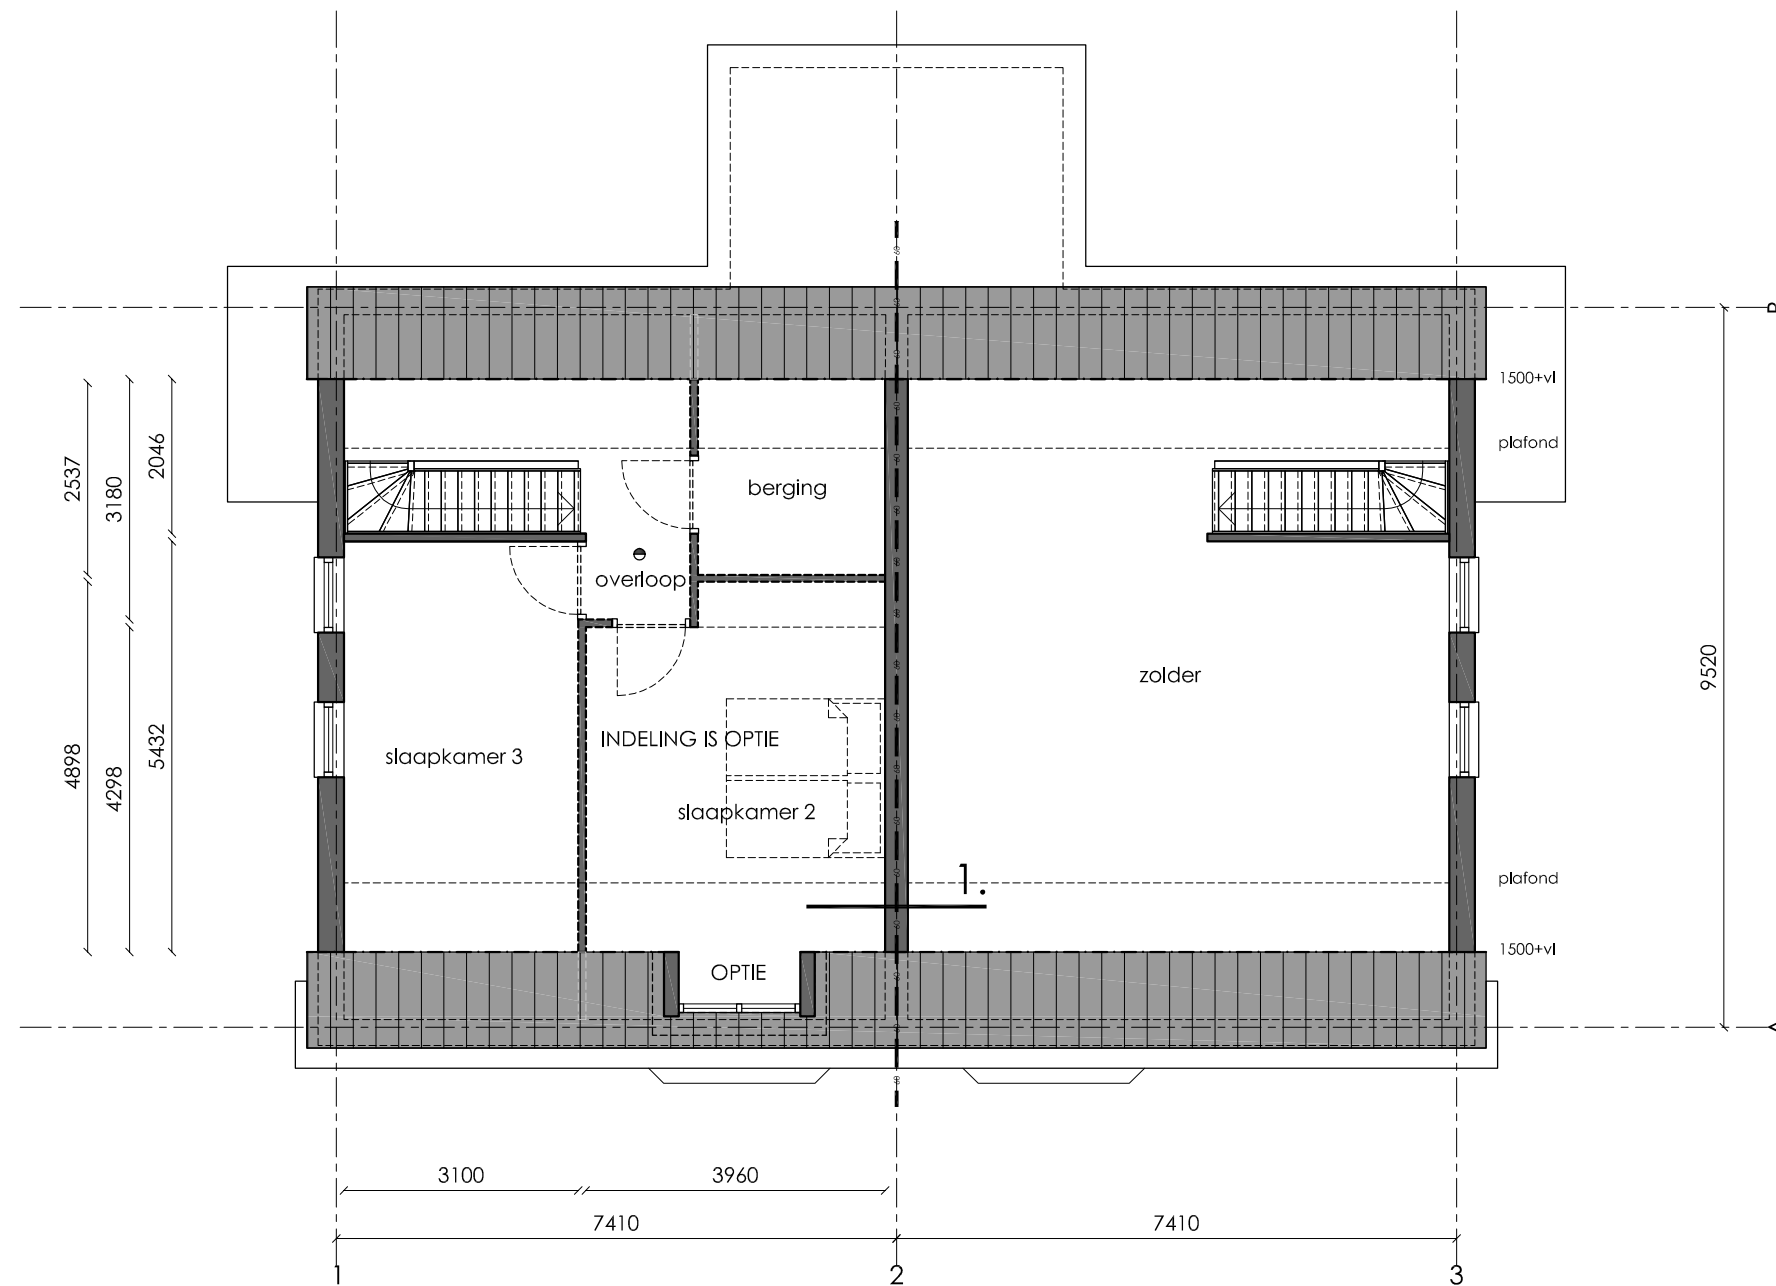 1500+vl
plafond
2537
3180
2046
berging
overloop
zolder
9520
INDELING IS OPTIE
slaapkamer 3
slaapkamer 2
4898
4298
5432
1.
plafond
OPTIE
1500+vl
3100
3960
7410
7410
1
2
3